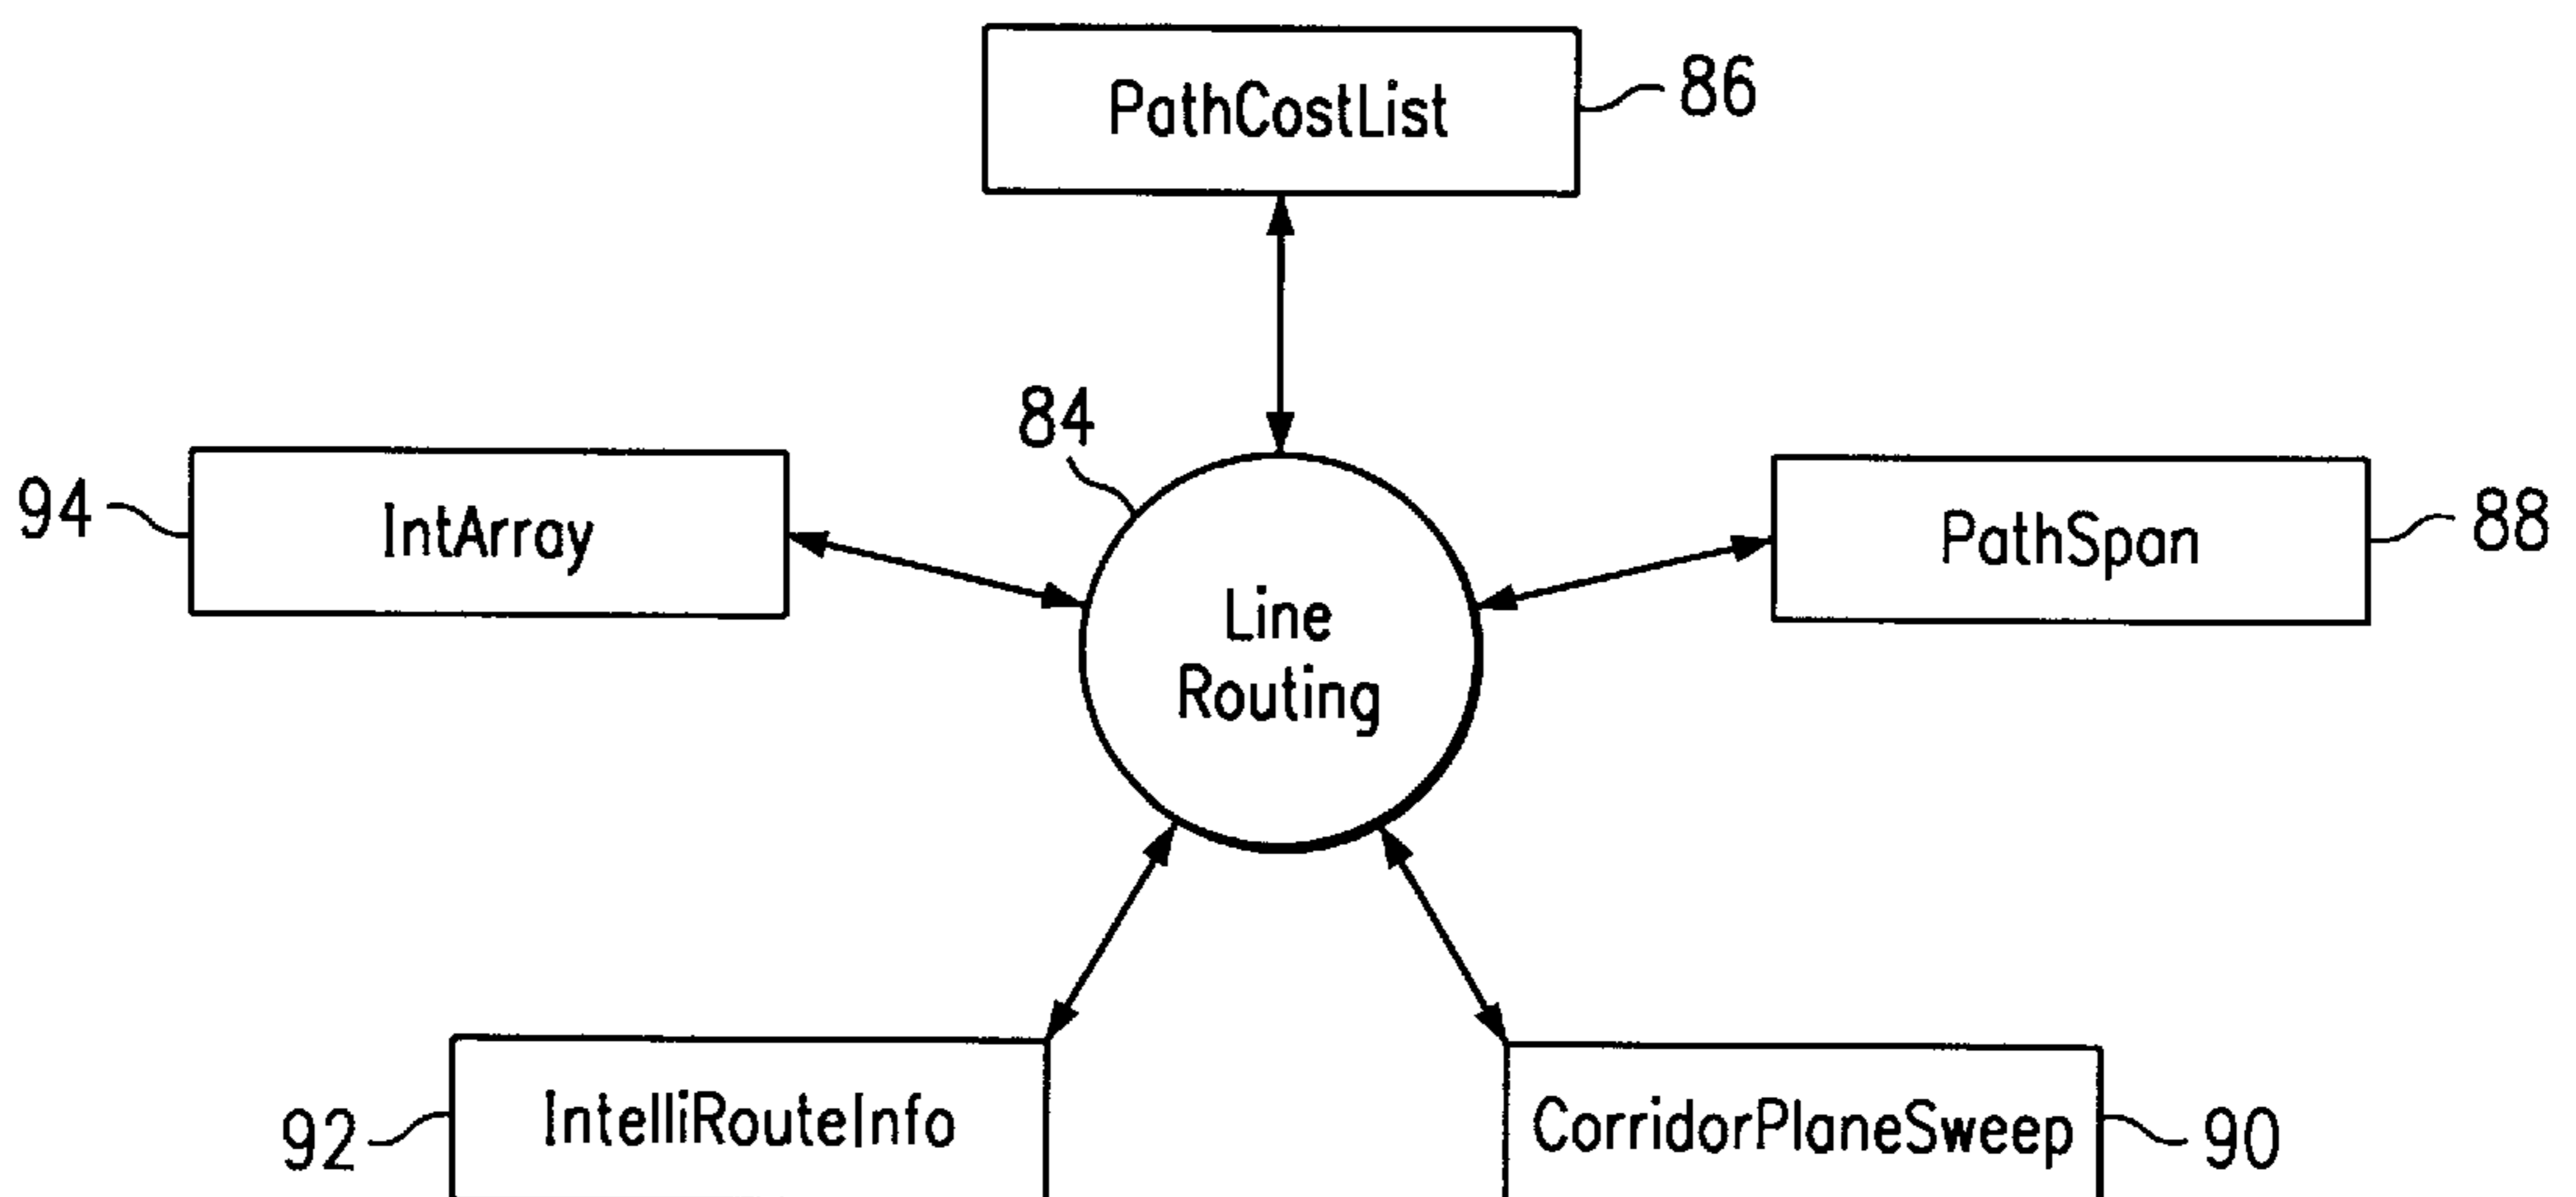 PathCostList
86
84
94
IntArray
PathSpan
88
Line
Routing
92
IntelliRouteInfo
CorridorPlaneSweep
90